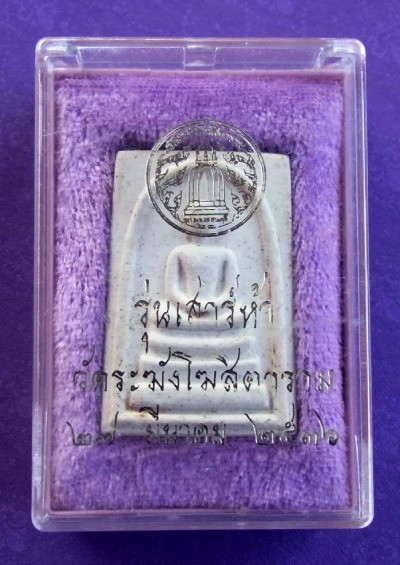 รุ่นเสาร์ห้า
วัดระฆังโฆสิตาราม
๒๗ มีนาคม ๒๕๓๖